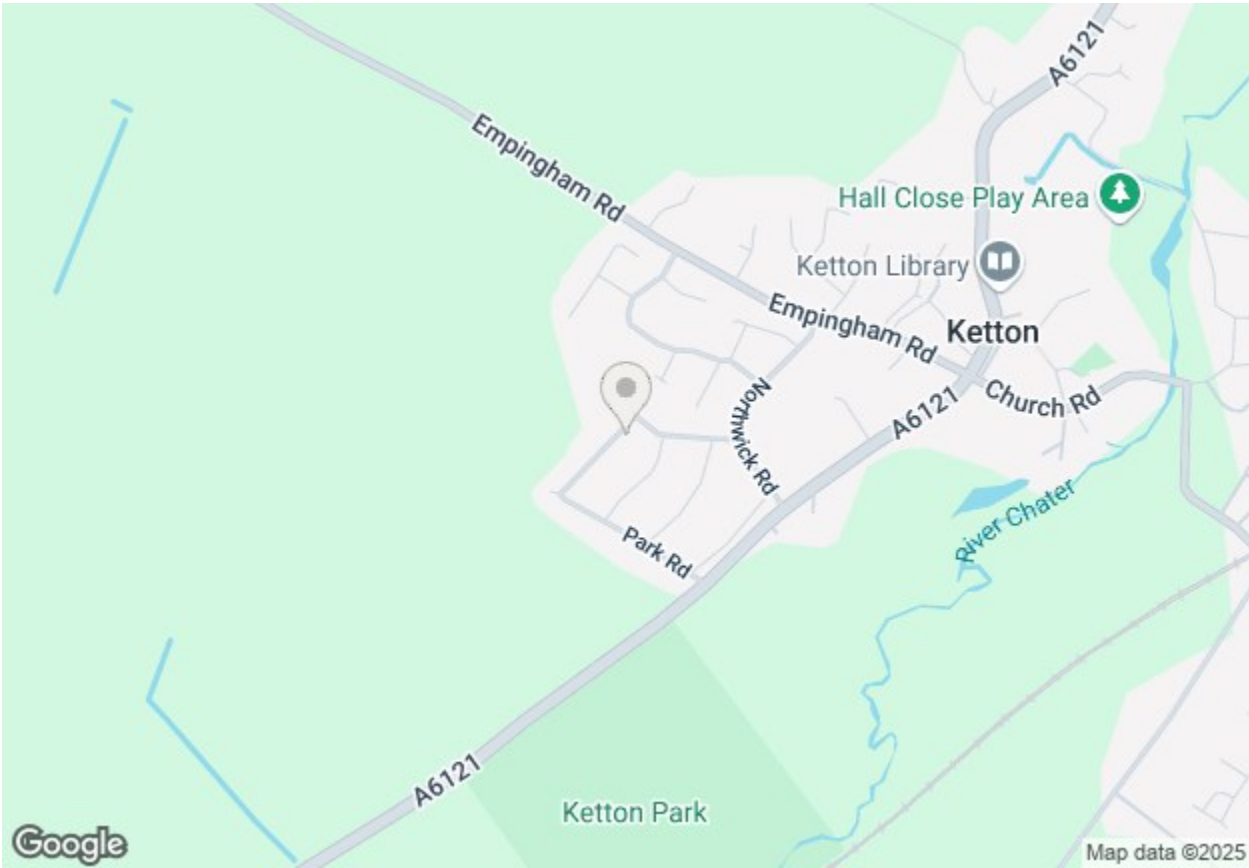 A6121
Empingham Rd
Hall Close Play Area
Ketton Library
Empingham Rd
Ketton
Church Rd
A6121
Northwick Rd
River Chater
Park Rd
A6121
Ketton Park
Google
Map data ©2025